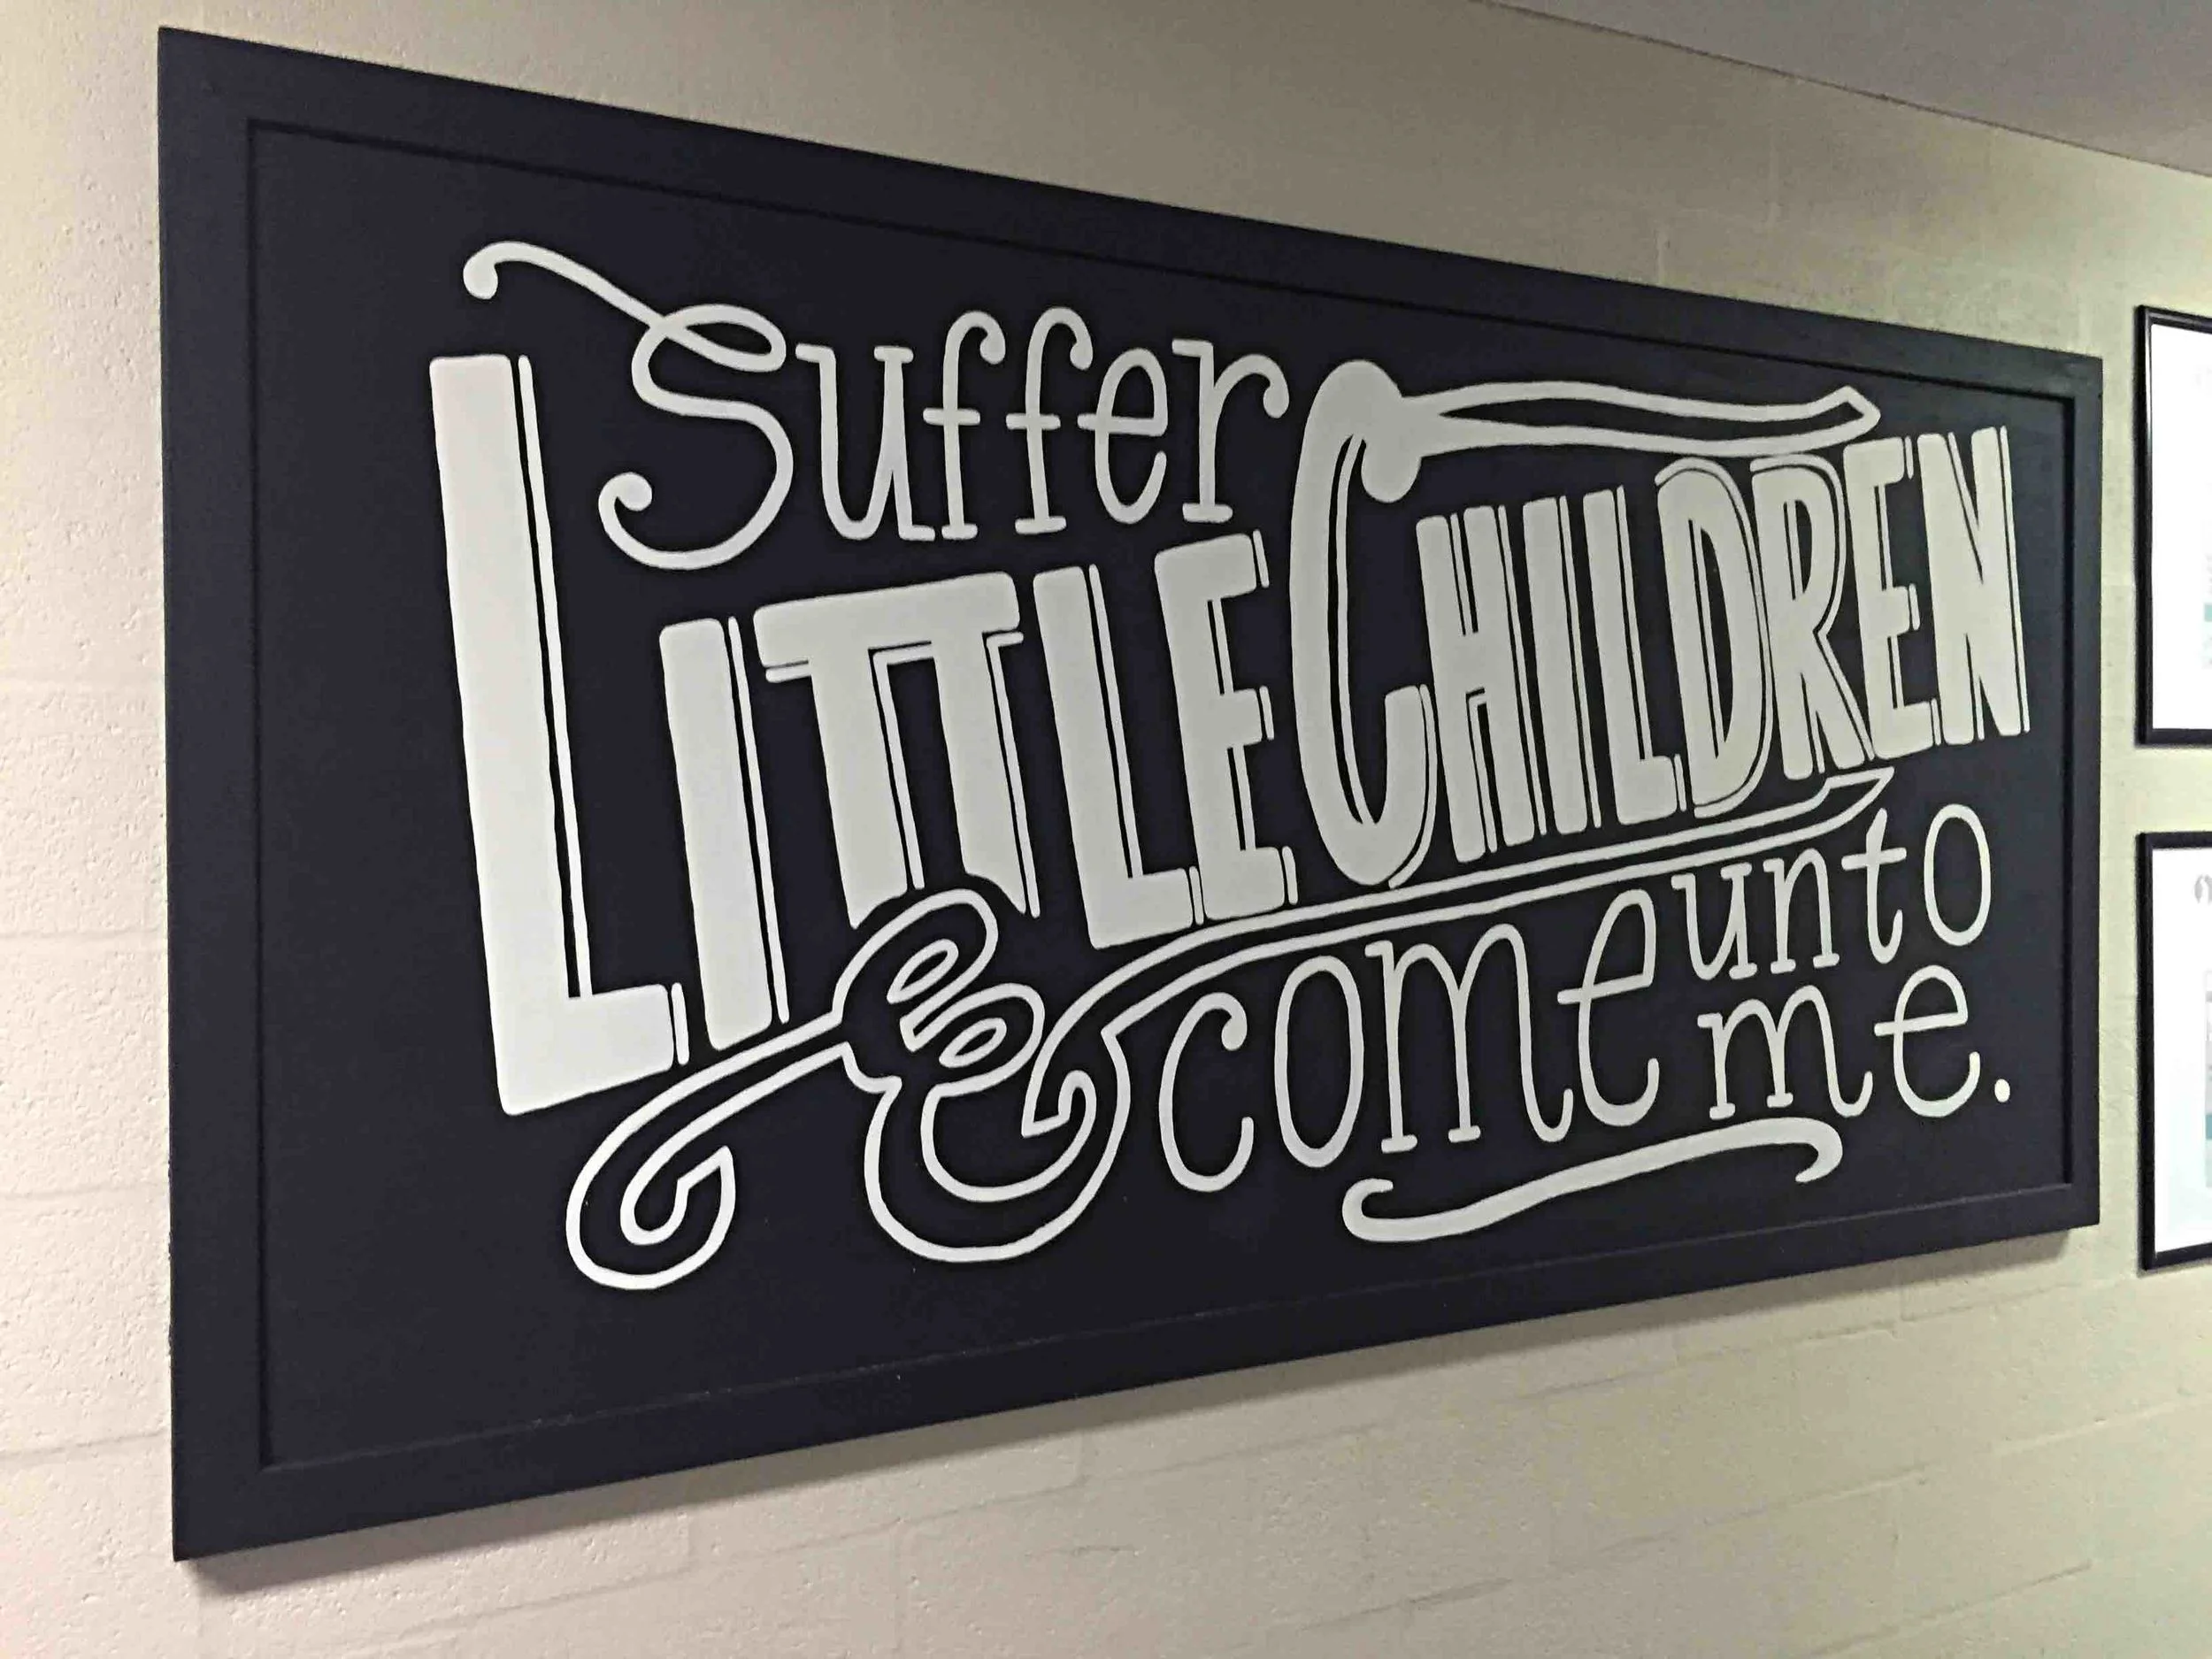 Suffer
LITTLE CHILDREN
& come unto
me.